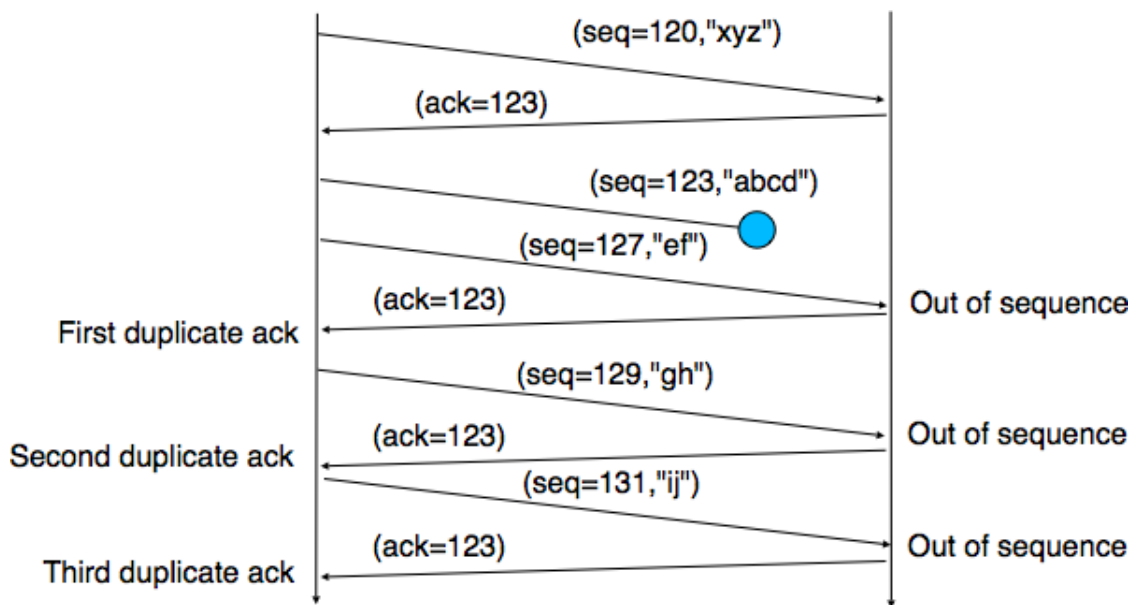 (seq=120,"xyz")
(ack=123)
(seq=123,"abcd")
(seq=127,"ef")
(ack=123)
Out of sequence
First duplicate ack
(seq=129,"gh")
(ack=123)
Out of sequence
Second duplicate ack
(seq=131,"ij")
(ack=123)
Out of sequence
Third duplicate ack